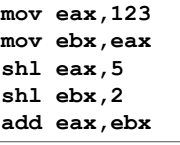 mov eax,123
mov ebx,eax
shl eax,5
shl ebx,2
add eax,ebx